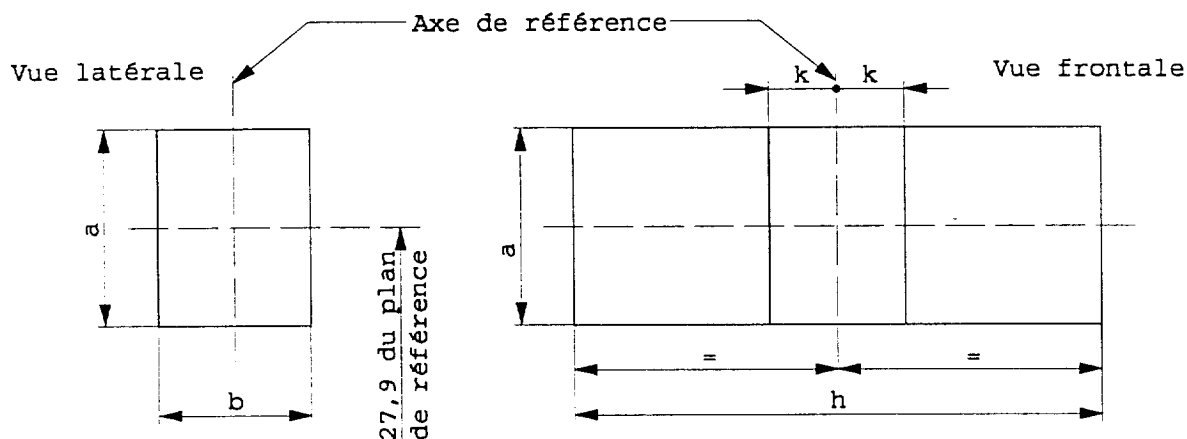 Axe de référence
Vue latérale
k k
Vue frontale
a
a
27,9 du plan
de référence
= =
b
h